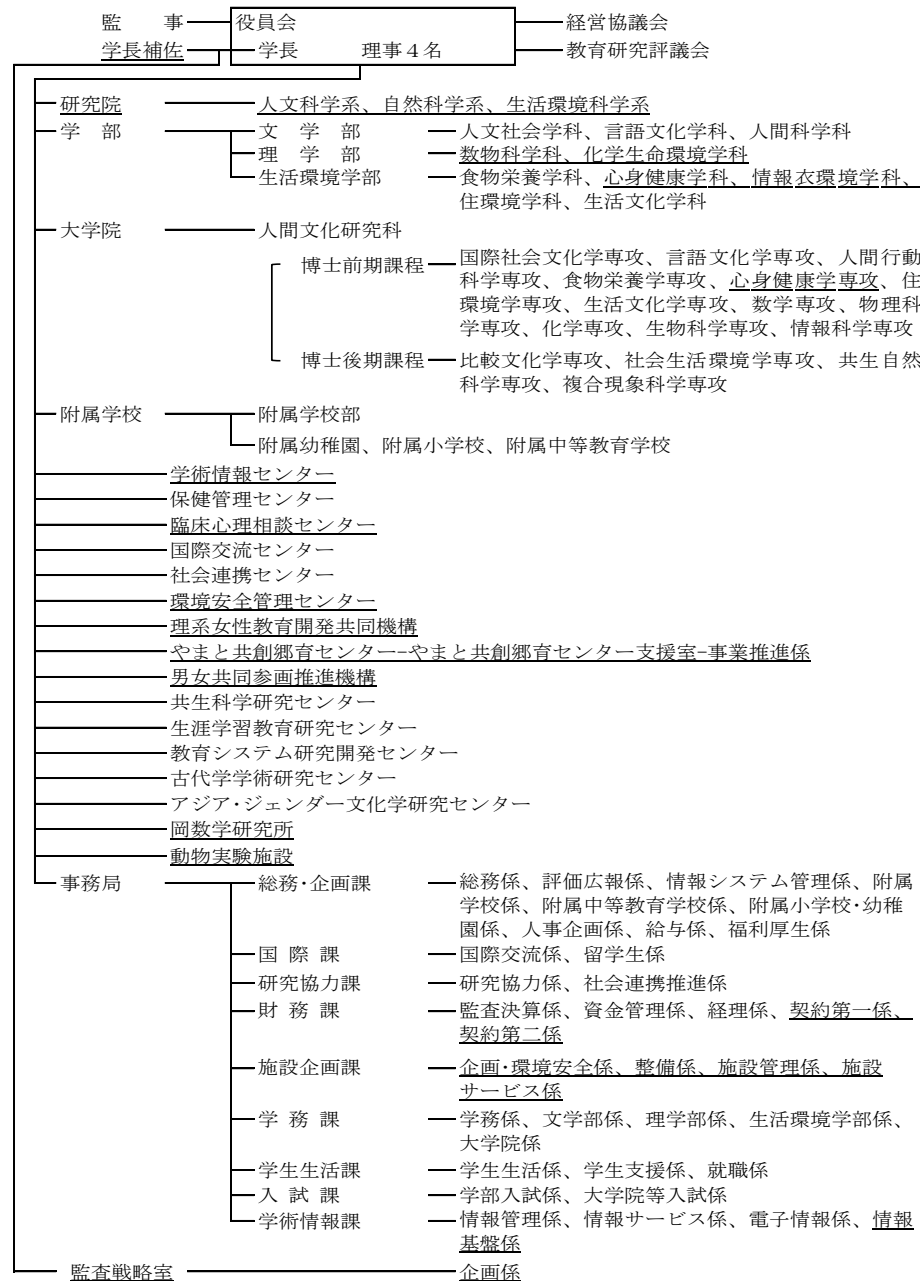 監　　事　役員会　経営協議会
学長補佐　学長　　理事４名　教育研究評議会
研究院　人文科学系、自然科学系、生活環境科学系
学　部　文　学　部　人文社会学科、言語文化学科、人間科学科
理　学　部　数物科学科、化学生命環境学科
生活環境学部　食物栄養学科、心身健康学科、情報衣環境学科、
住環境学科、生活文化学科
大学院　人間文化研究科
博士前期課程　国際社会文化学専攻、言語文化学専攻、人間行動
科学専攻、食物栄養学専攻、心身健康学専攻、住
環境学専攻、生活文化学専攻、数学専攻、物理科
学専攻、化学専攻、生物科学専攻、情報科学専攻
博士後期課程　比較文化学専攻、社会生活環境学専攻、共生自然
科学専攻、複合現象科学専攻
附属学校　附属学校部
附属幼稚園、附属小学校、附属中等教育学校
学術情報センター
保健管理センター
臨床心理相談センター
国際交流センター
社会連携センター
環境安全管理センター
理系女性教育開発共同機構
やまと共創郷育センター−やまと共創郷育センター支援室−事業推進係
男女共同参画推進機構
共生科学研究センター
生涯学習教育研究センター
教育システム研究開発センター
古代学学術研究センター
アジア・ジェンダー文化学研究センター
岡数学研究所
動物実験施設
事務局　総務・企画課　総務係、評価広報係、情報システム管理係、附属
学校係、附属中等教育学校係、附属小学校・幼稚
園係、人事企画係、給与係、福利厚生係
国 際 課　国際交流係、留学生係
研究協力課　研究協力係、社会連携推進係
財 務 課　監査決算係、資金管理係、経理係、契約第一係、
契約第二係
施設企画課　企画・環境安全係、整備係、施設管理係、施設
サービス係
学 務 課　学務係、文学部係、理学部係、生活環境学部係、
大学院係
学生生活課　学生生活係、学生支援係、就職係
入 試 課　学部入試係、大学院等入試係
学術情報課　情報管理係、情報サービス係、電子情報係、情報
基盤係
監査戦略室　企画係